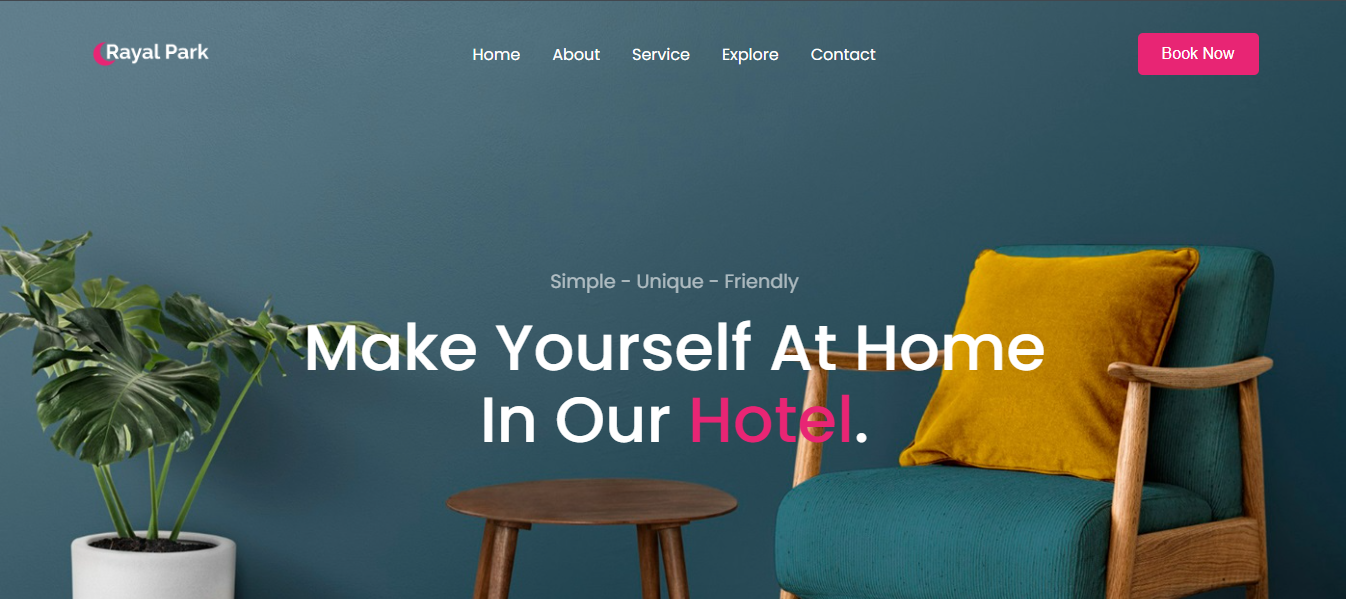 Rayal Park
Home About Service Explore Contact
Book Now
Simple - Unique - Friendly
Make Yourself At Home
In Our Hotel.